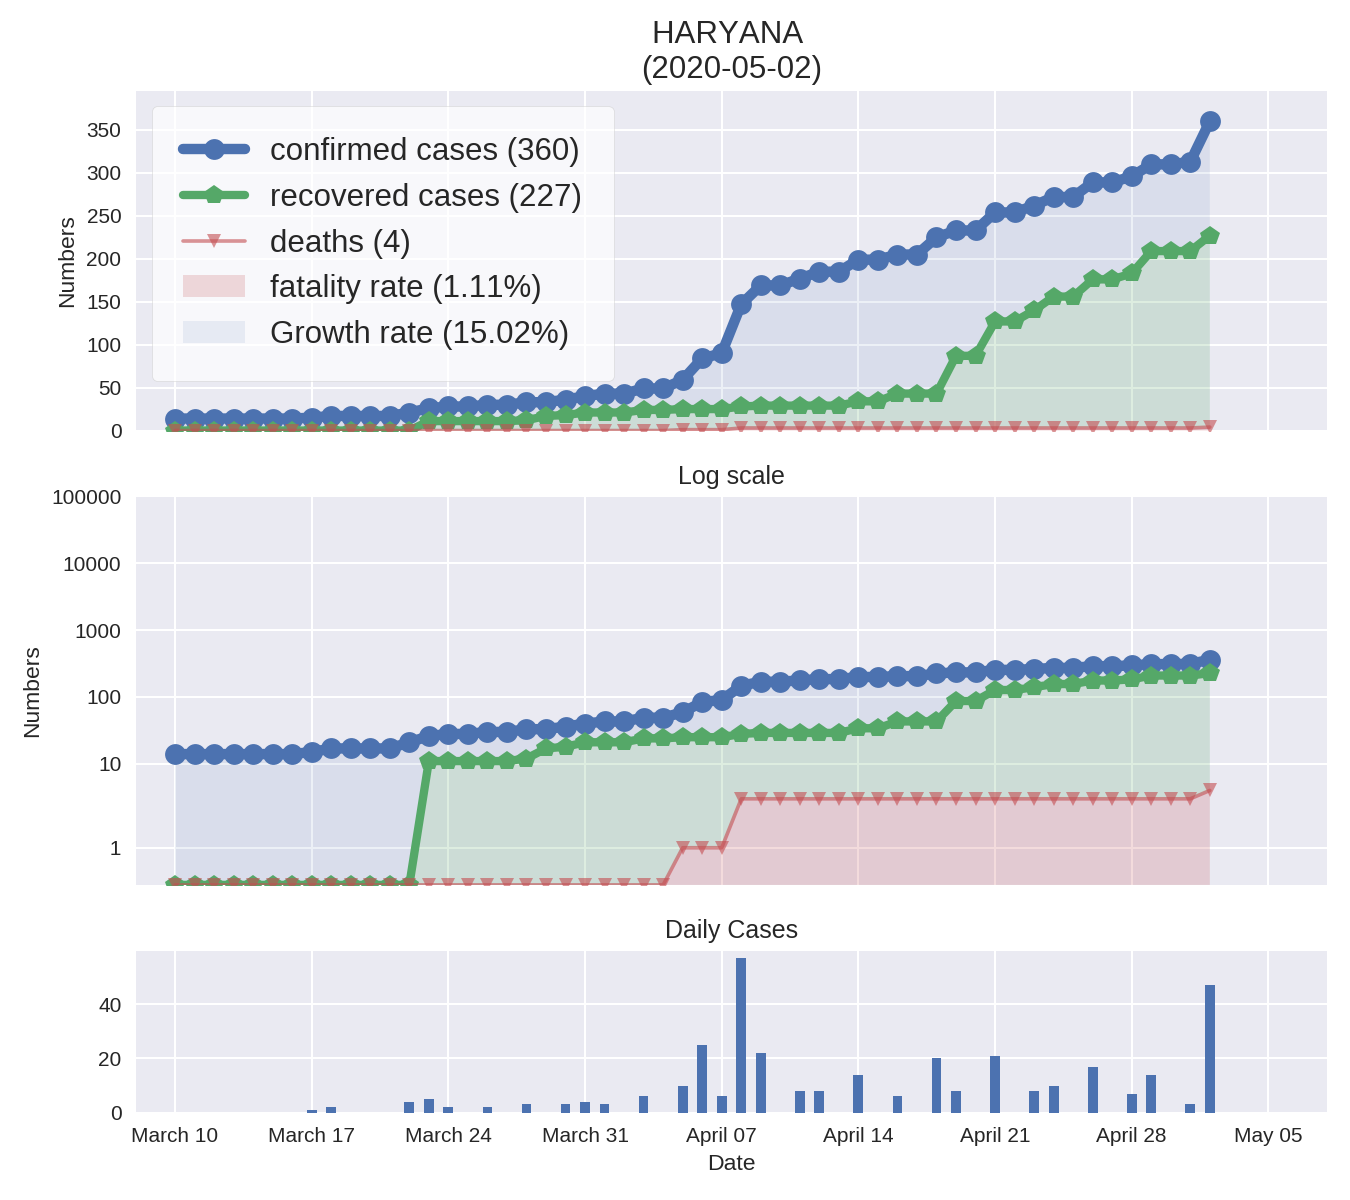 HARYANA
(2020-05-02)
350
300
250
200
150
100
50
0
Numbers
confirmed cases (360)
recovered cases (227)
deaths (4)
fatality rate (1.11%)
Growth rate (15.02%)
Log scale
100000
10000
1000
100
10
1
Numbers
Daily Cases
40
20
0
March 10 March 17 March 24 March 31 April 07 April 14 April 21 April 28 May 05
Date